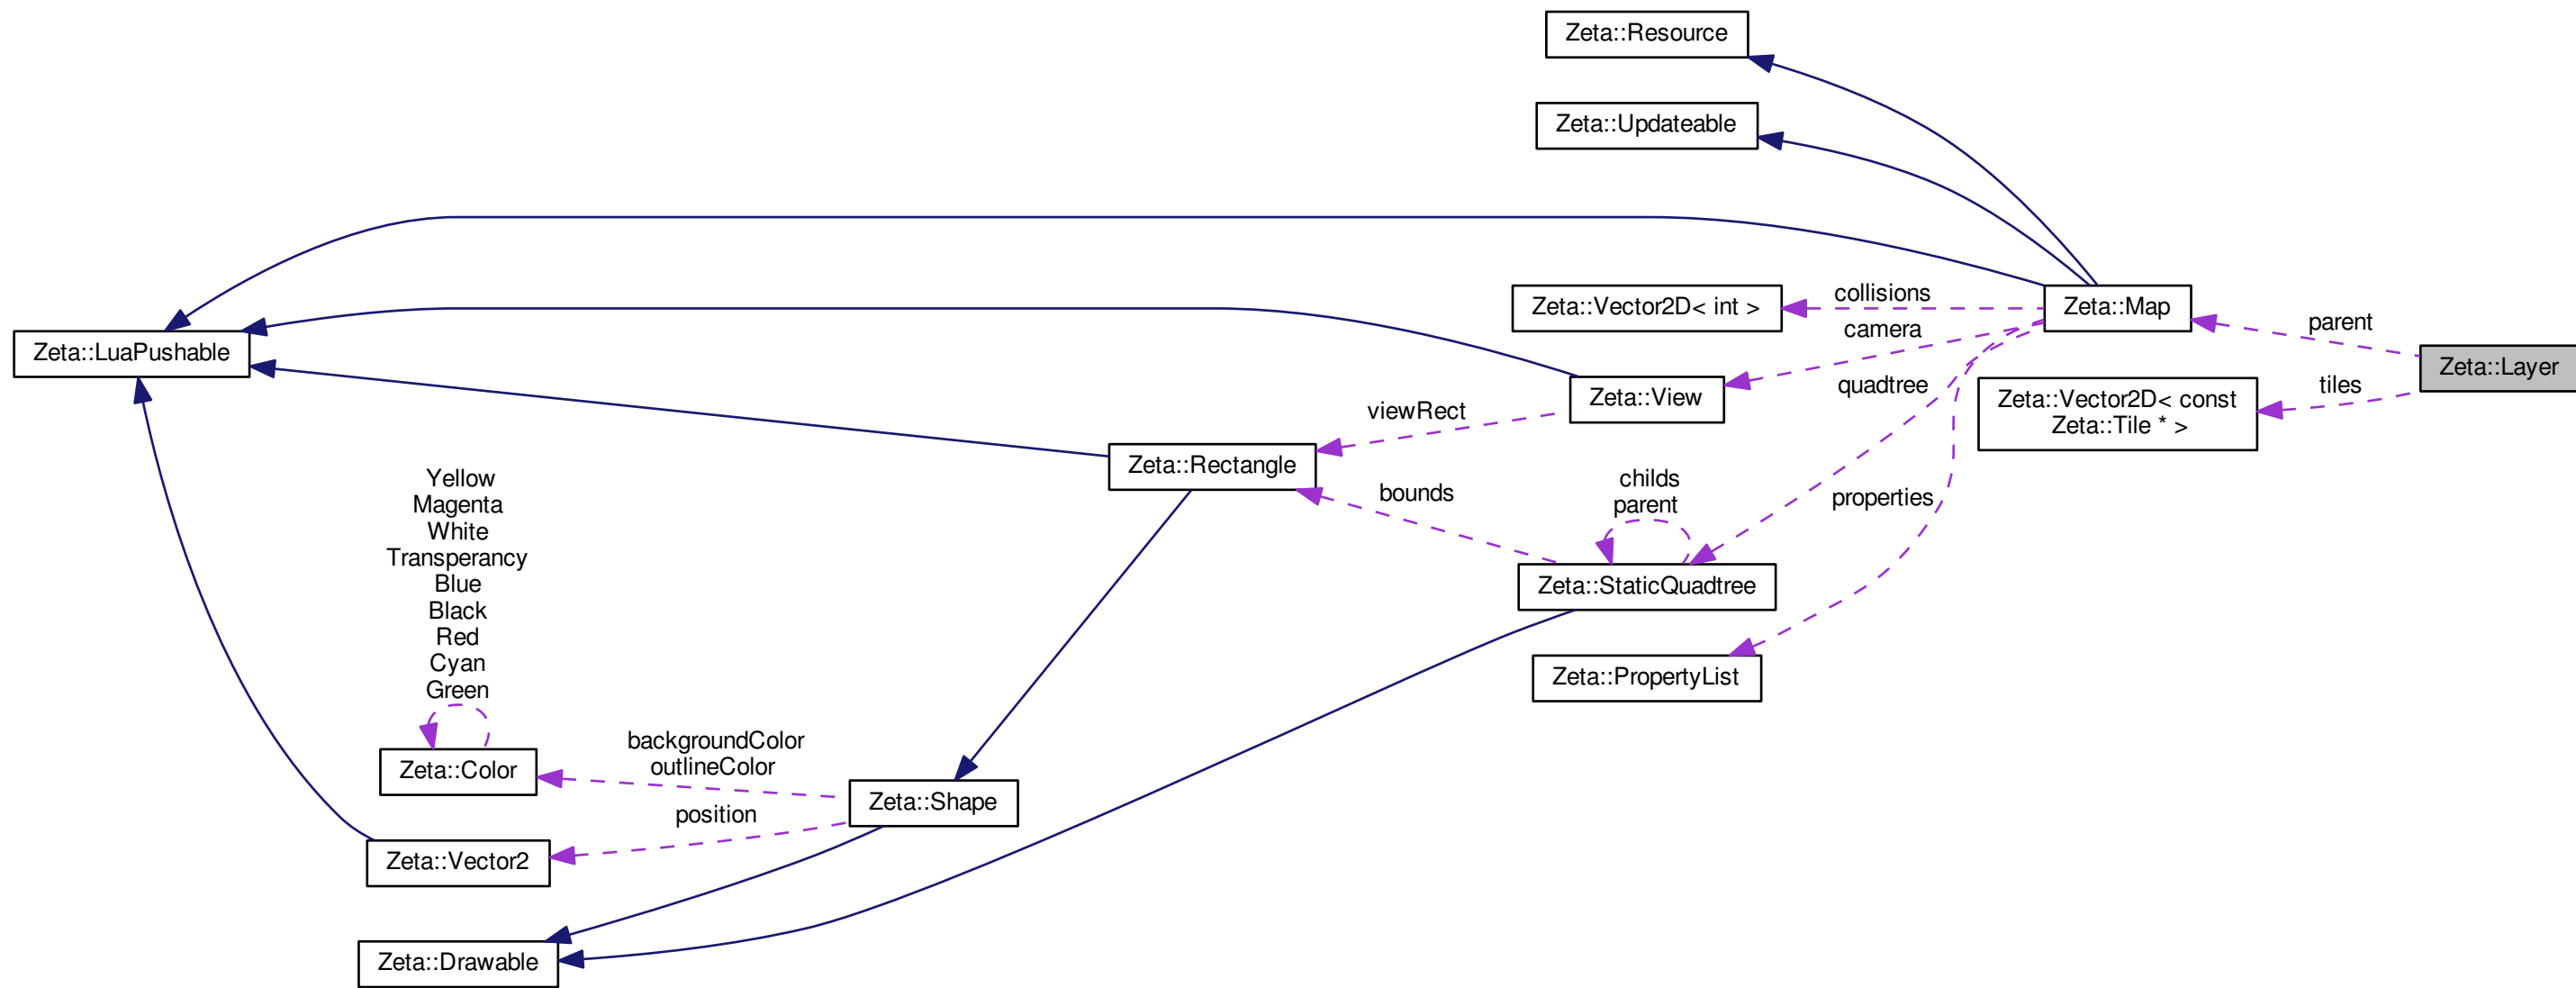 Zeta::Resource
Zeta::Updateable
Zeta::Vector2D< int >
collisions
Zeta::Map
camera
parent
Zeta::LuaPushable
Zeta::Layer
quadtree
tiles
Zeta::View
Zeta::Vector2D< const
Zeta::Tile * >
viewRect
Zeta::Rectangle
bounds
childs
parent
properties
Yellow
Magenta
White
Transperancy
Blue
Black
Red
Cyan
Green
Zeta::StaticQuadtree
Zeta::PropertyList
backgroundColor
outlineColor
Zeta::Color
Zeta::Shape
position
Zeta::Vector2
Zeta::Drawable